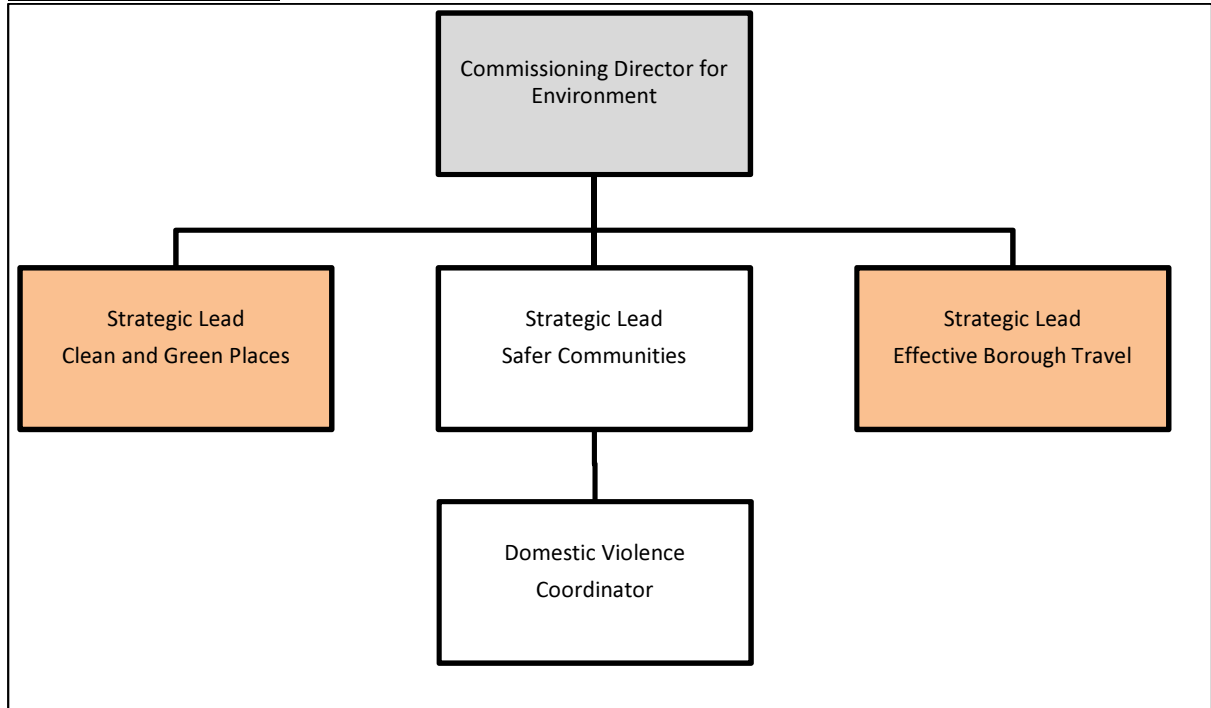 Commissioning Director for
Environment
Strategic Lead
Clean and Green Places
Strategic Lead
Safer Communities
Strategic Lead
Effective Borough Travel
Domestic Violence
Coordinator